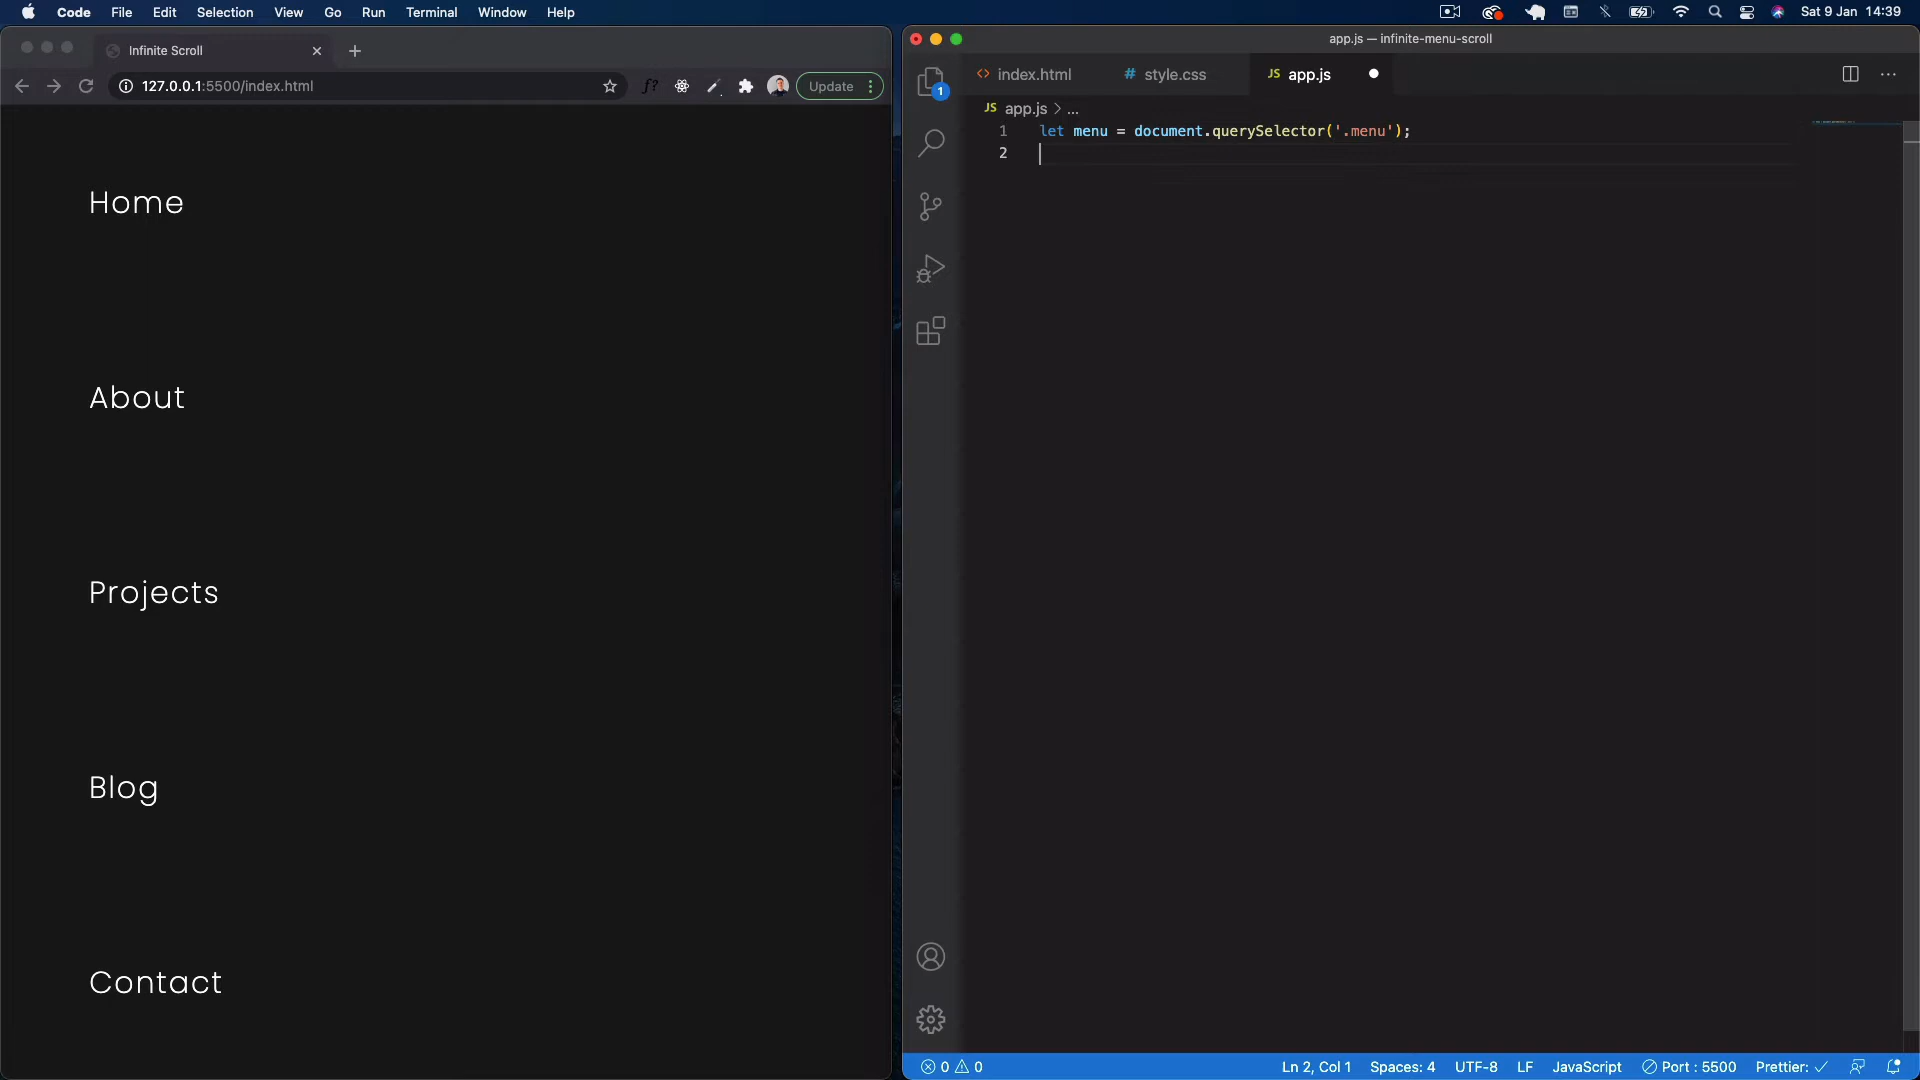 Code File Edit Selection View Go Run Terminal Window Help Sat 9 Jan 14:39
Infinite Scroll
127.0.0.1:5500/index.html
f? Update
Home
About
Projects
Blog
Contact
app.js — infinite-menu-scroll
1
<> index.html
# style.css
JS app.js
JS app.js > ...
1 let menu = document.querySelector('.menu');
2
0 0 Ln 2, Col 1 Spaces: 4 UTF-8 LF JavaScript Port : 5500 Prettier: ✓